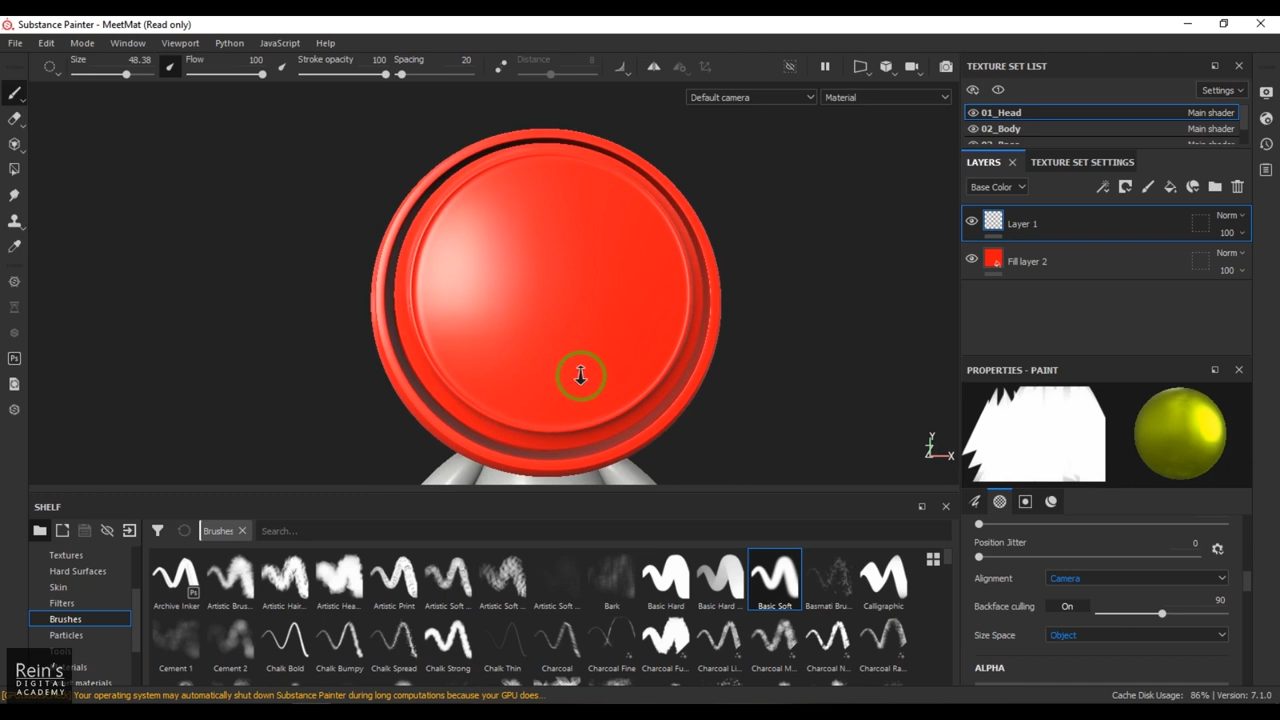 Substance Painter - MeetMat (Read only)
File Edit Mode Window Viewport Python JavaScript Help
Size 48.38 Flow 100 Stroke opacity 100 Spacing 20 Distance 8
Default camera Material
TEXTURE SET LIST
Settings
01_Head Main shader
02_Body Main shader
LAYERS TEXTURE SET SETTINGS
Base Color
Layer 1 Norm 100
Fill layer 2 Norm 100
PROPERTIES - PAINT
Position Jitter 0
Alignment Camera
Backface culling On 90
Size Space Object
ALPHA
Y
Z X
SHELF
Brushes Search...
Textures
Hard Surfaces
Skin
Filters
Brushes
Particles
Archive Inker Artistic Brus... Artistic Hair... Artistic Hea... Artistic Print Artistic Soft ... Artistic Soft ... Artistic Soft ... Bark Basic Hard Basic Hard ... Basic Soft Basmati Bru... Calligraphic
Ps
Cement 1 Cement 2 Chalk Bold Chalk Bumpy Chalk Spread Chalk Strong Chalk Thin Charcoal Charcoal Fine Charcoal Fu... Charcoal Li... Charcoal M... Charcoal N... Charcoal Ra...
Rein's
DIGITAL
ACADEMY
Your operating system may automatically shut down Substance Painter during long computations because your GPU does...
Cache Disk Usage: 86% | Version: 7.1.0